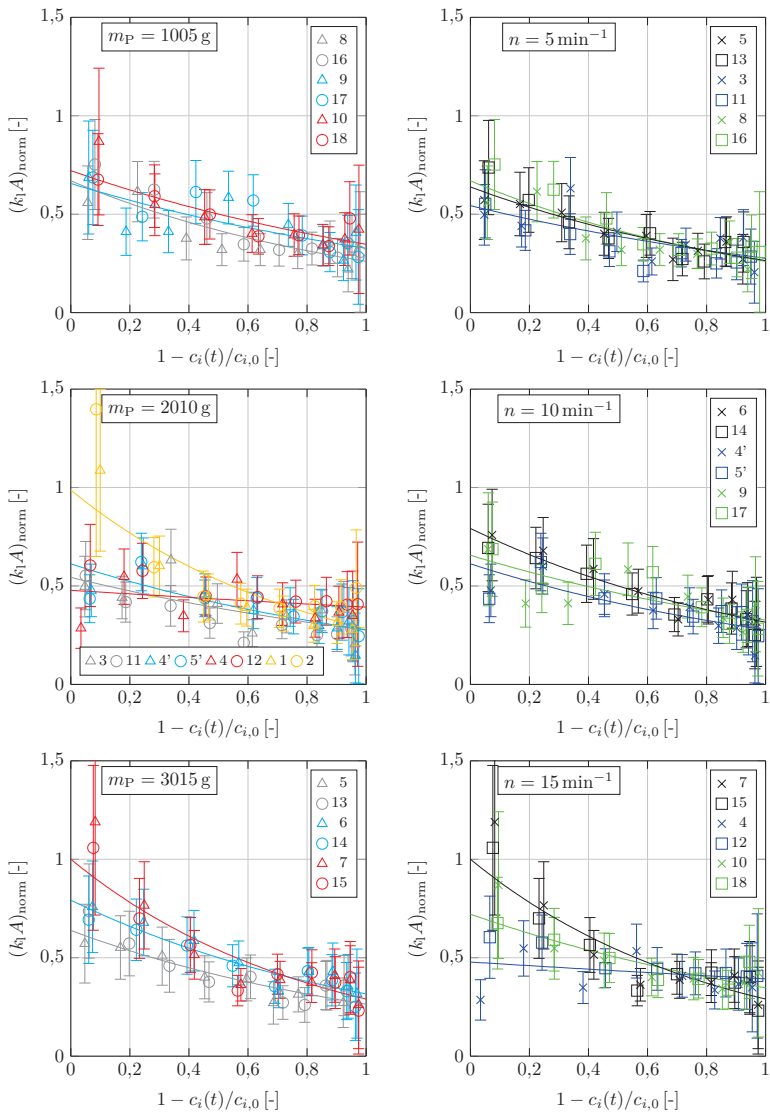 1,5
m_P = 1005 g
8
16
9
17
10
18
1
0.5
0
0 0,2 0,4 0,6 0,8 1
(k_l A)_norm [-]
1 − c_i(t)/c_{i,0} [-]
1,5
n = 5 min⁻¹
5
13
3
11
8
16
1
0.5
0
0 0,2 0,4 0,6 0,8 1
(k_l A)_norm [-]
1 − c_i(t)/c_{i,0} [-]
1,5
m_P = 2010 g
1
0.5
3 11 4' 5' 4 12 1 2
0
0 0,2 0,4 0,6 0,8 1
(k_l A)_norm [-]
1 − c_i(t)/c_{i,0} [-]
1,5
n = 10 min⁻¹
6
14
4'
5'
9
17
1
0.5
0
0 0,2 0,4 0,6 0,8 1
(k_l A)_norm [-]
1 − c_i(t)/c_{i,0} [-]
1,5
m_P = 3015 g
5
13
6
14
7
15
1
0.5
0
0 0,2 0,4 0,6 0,8 1
(k_l A)_norm [-]
1 − c_i(t)/c_{i,0} [-]
1,5
n = 15 min⁻¹
7
15
4
12
10
18
1
0.5
0
0 0,2 0,4 0,6 0,8 1
(k_l A)_norm [-]
1 − c_i(t)/c_{i,0} [-]